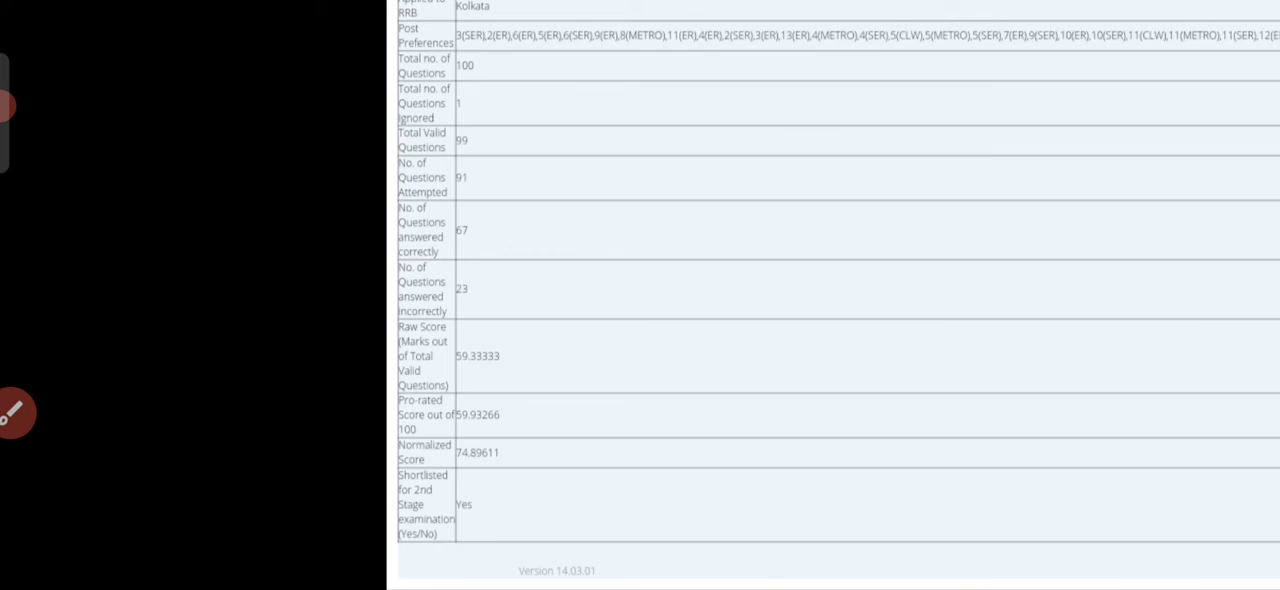 RRB
Kolkata
Post
Preferences
3(SER),2(ER),6(ER),5(ER),6(SER),9(ER),8(METRO),11(ER),4(ER),2(SER),3(ER),13(ER),4(METRO),4(SER),5(CLW),5(METRO),5(SER),7(ER),9(SER),10(ER),10(SER),11(CLW),11(METRO),11(SER),12(E
Total no. of
Questions
100
Total no. of
Questions
Ignored
1
Total Valid
Questions
99
No. of
Questions
Attempted
91
No. of
Questions
answered
correctly
67
No. of
Questions
answered
incorrectly
23
Raw Score
(Marks out
of Total
Valid
Questions)
59.33333
Pro-rated
Score out of
100
59.93266
Normalized
Score
74.89611
Shortlisted
for 2nd
Stage
examination
(Yes/No)
Yes
Version 14.03.01